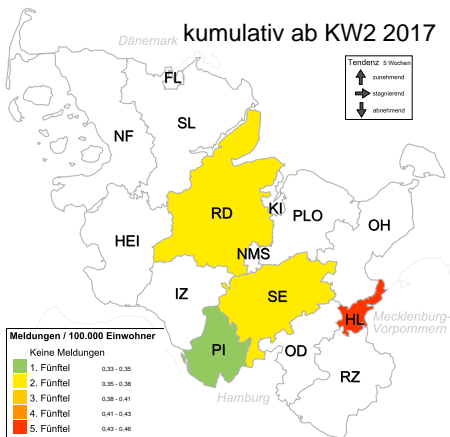 kumulativ ab KW2 2017
Dänemark
Tendenz 5 Wochen
zunehmend
stagnierend
abnehmend
FL
SL
NF
RD
KI
PLO
OH
HEI
NMS
IZ
SE
HL
Mecklenburg-
Vorpommern
PI
OD
RZ
Hamburg
Meldungen / 100.000 Einwohner
Keine Meldungen
1. Fünftel 0,33 - 0,35
2. Fünftel 0,35 - 0,38
3. Fünftel 0,38 - 0,41
4. Fünftel 0,41 - 0,43
5. Fünftel 0,43 - 0,46